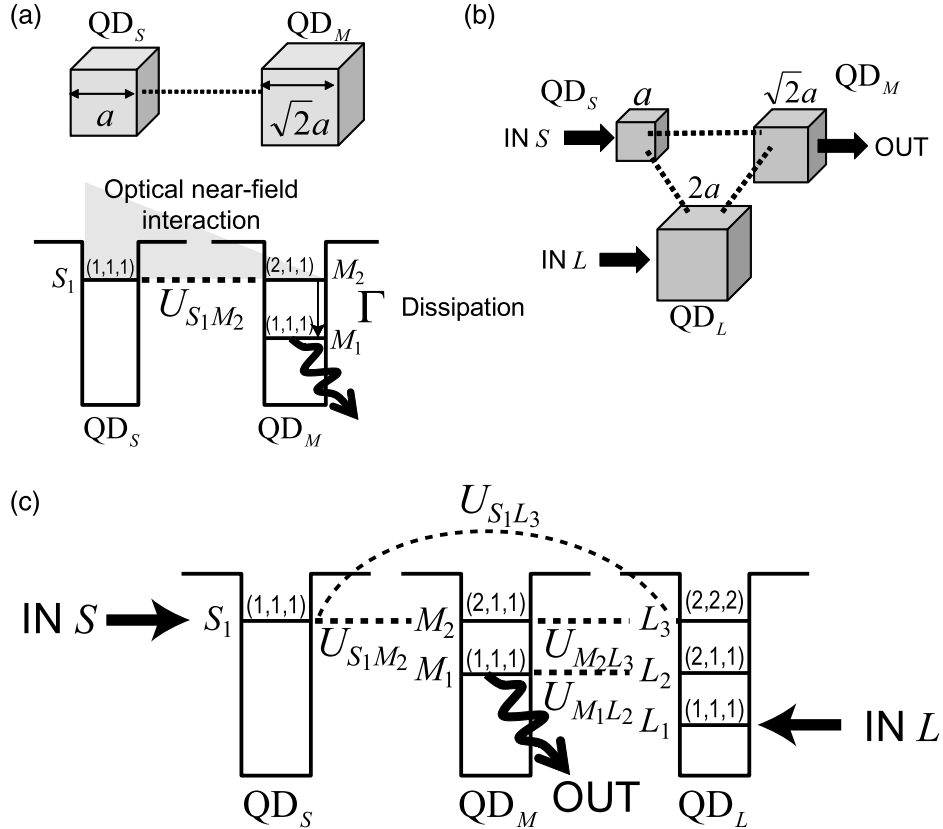 (a)
QD_S QD_M
a √2a
Optical near-field
interaction
(1,1,1) (2,1,1)
S_1 U_{S_1M_2} M_2
Γ Dissipation
(1,1,1) M_1
QD_S QD_M
(b)
QD_S a √2a QD_M
IN S OUT
2a
IN L
QD_L
(c)
U_{S_1L_3}
(1,1,1) (2,1,1) (2,2,2)
IN S S_1 M_2 L_3
U_{S_1M_2} U_{M_2L_3}
M_1 (1,1,1) L_2 (2,1,1)
U_{M_1L_2} L_1 (1,1,1)
IN L
OUT
QD_S QD_M QD_L